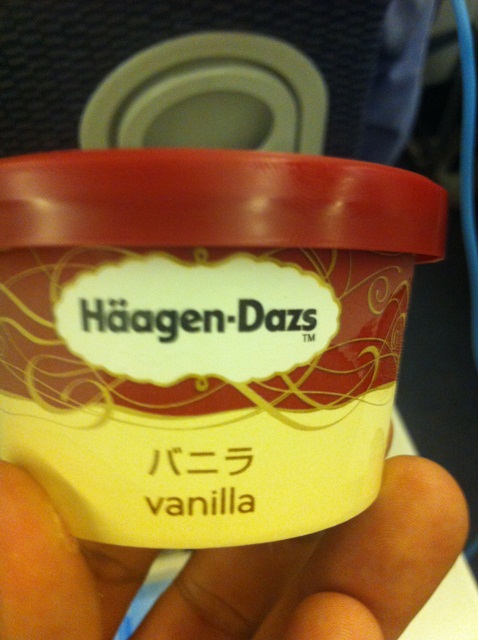 Häagen-Dazs
TM
バニラ
vanilla